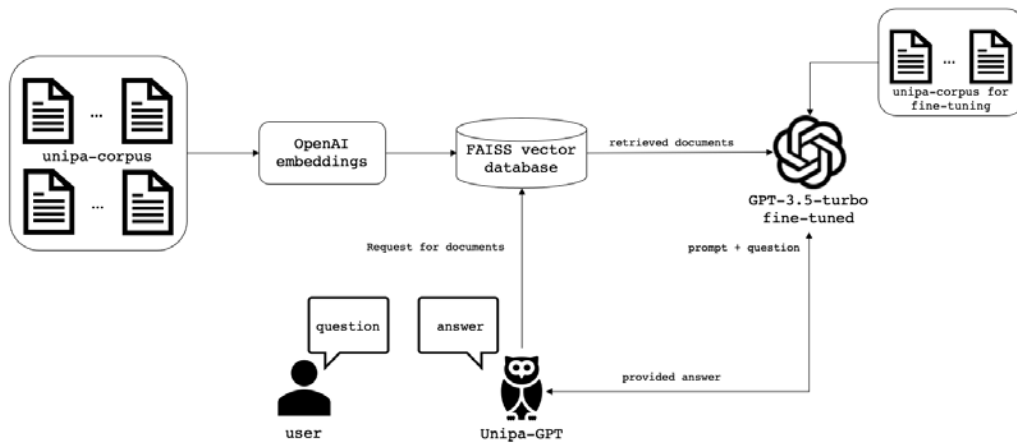 ...
unipa-corpus
...
OpenAI
embeddings
FAISS vector
database
retrieved documents
...
unipa-corpus for
fine-tuning
GPT-3.5-turbo
fine-tuned
Request for documents
prompt + question
question
answer
provided answer
user
Unipa-GPT